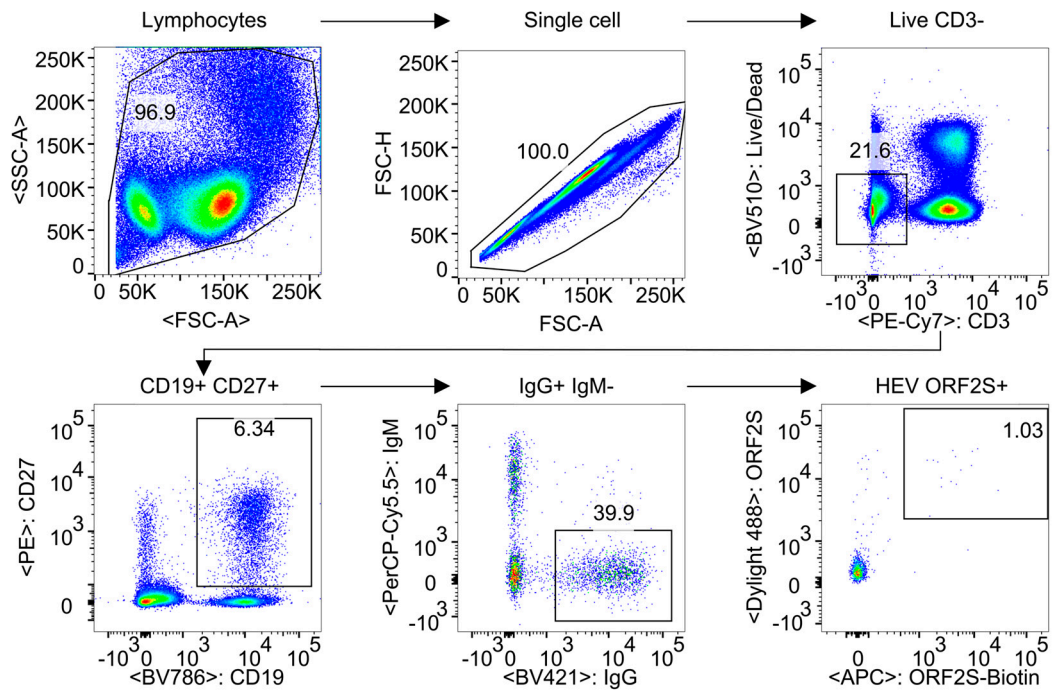 Lymphocytes
Single cell
Live CD3-
<SSC-A>
250K
200K
150K
100K
50K
0
96.9
0 50K 150K 250K
<FSC-A>
FSC-H
250K
200K
150K
100K
50K
0
100.0
0 50K 150K 250K
FSC-A
<BV510>: Live/Dead
10^5
10^4
10^3
0
-10^3
21.6
-10^3 0 10^3 10^4 10^5
<PE-Cy7>: CD3
CD19+ CD27+
IgG+ IgM-
HEV ORF2S+
<PE>: CD27
10^5
10^4
10^3
0
6.34
-10^3 0 10^3 10^4 10^5
<BV786>: CD19
<PerCP-Cy5.5>: IgM
10^5
10^4
10^3
0
-10^3
39.9
-10^3 0 10^3 10^4 10^5
<BV421>: IgG
<Dylight 488>: ORF2S
10^5
10^4
10^3
0
-10^3
1.03
-10^3 0 10^3 10^4 10^5
<APC>: ORF2S-Biotin